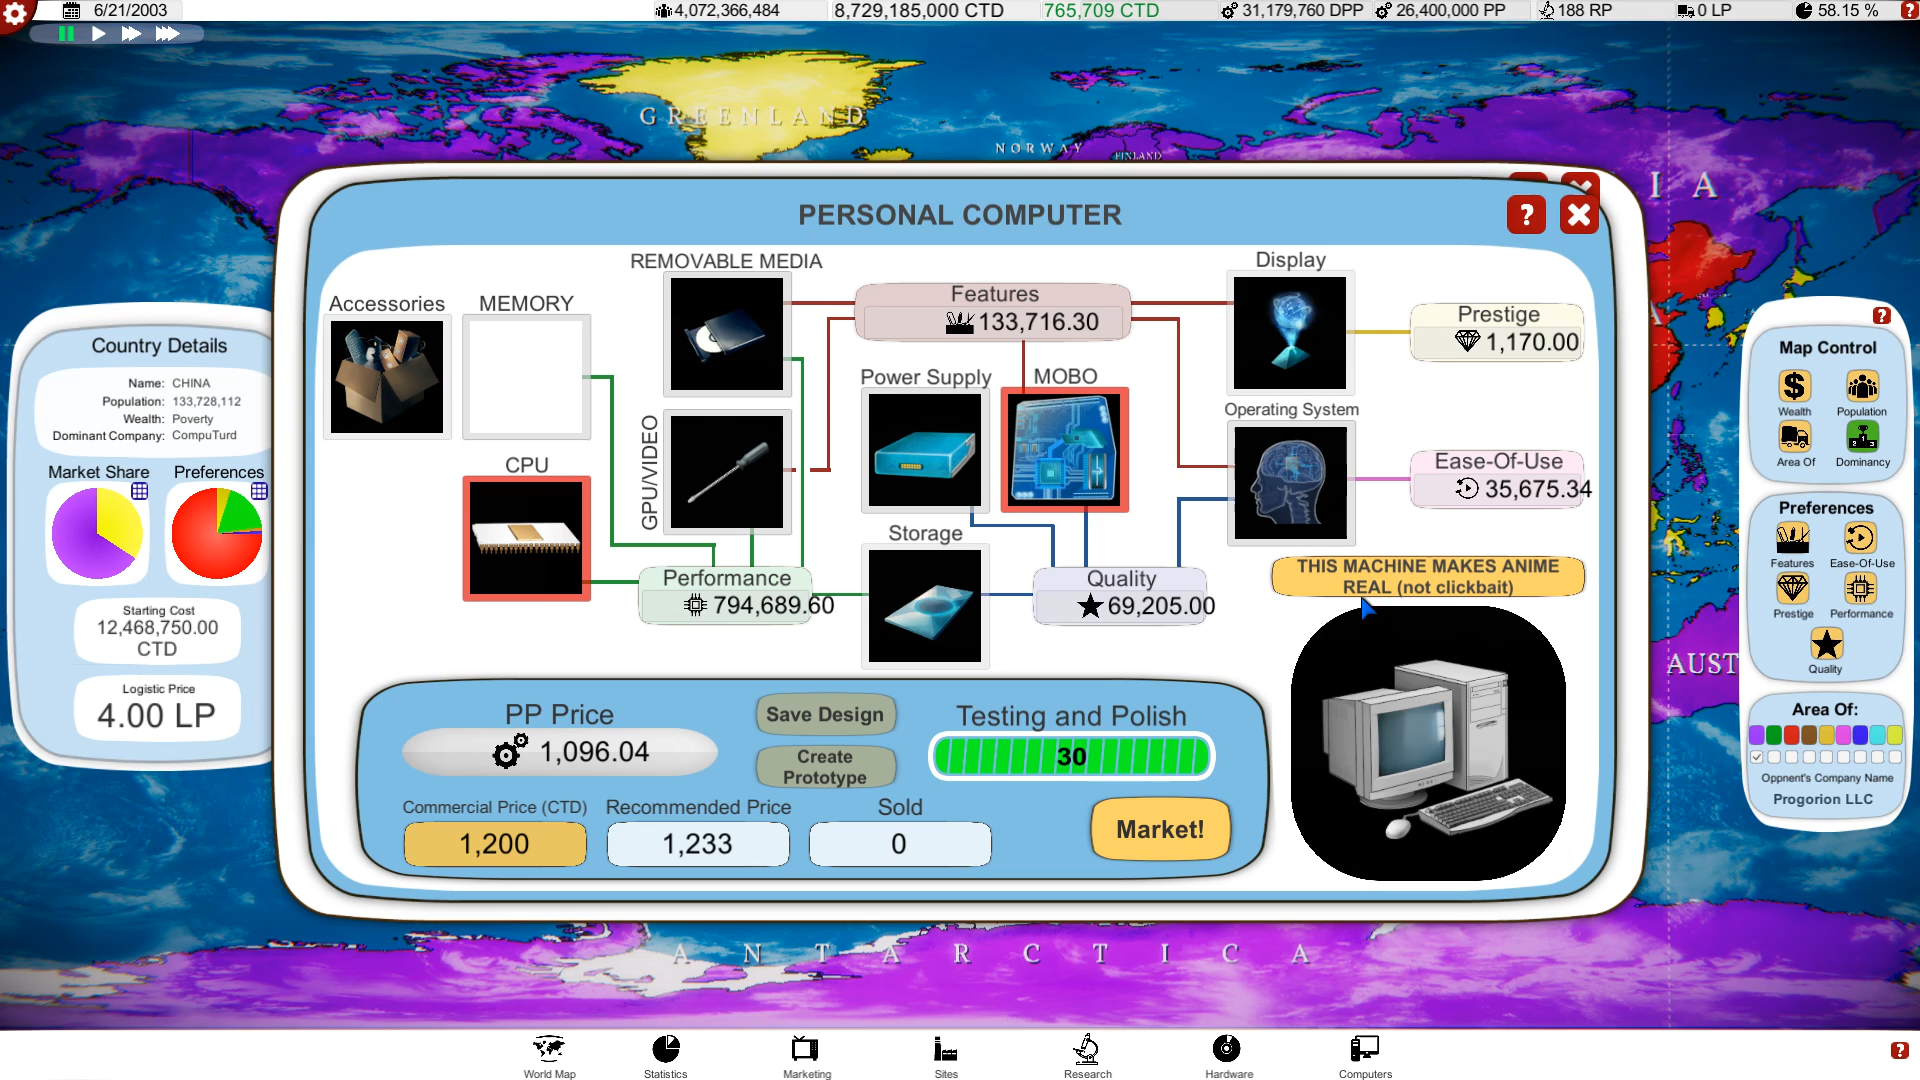 6/21/2003
4,072,366,484
8,729,185,000 CTD
765,709 CTD
31,179,760 DPP
26,400,000 PP
188 RP
0 LP
58.15 %
?
GREENLAND
NORWAY
FINLAND
I A
PERSONAL COMPUTER
?
Accessories
MEMORY
REMOVABLE MEDIA
CPU
GPU/VIDEO
Features
133,716.30
Power Supply
MOBO
Storage
Display
Operating System
Prestige
1,170.00
Ease-Of-Use
35,675.34
Performance
794,689.60
Quality
69,205.00
THIS MACHINE MAKES ANIME
REAL (not clickbait)
PP Price
1,096.04
Save Design
Create
Prototype
Testing and Polish
30
Commercial Price (CTD)
1,200
Recommended Price
1,233
Sold
0
Market!
Country Details
Name: CHINA
Population: 133,728,112
Wealth: Poverty
Dominant Company: CompuTurd
Market Share
Preferences
Starting Cost
12,468,750.00
CTD
Logistic Price
4.00 LP
?
Map Control
$
Wealth
Population
Area Of
Dominancy
Preferences
Features
Ease-Of-Use
Prestige
Performance
Quality
Area Of:
Oppnent's Company Name
Progorion LLC
AUST
ANTARCTICA
World Map
Statistics
Marketing
Sites
Research
Hardware
Computers
?